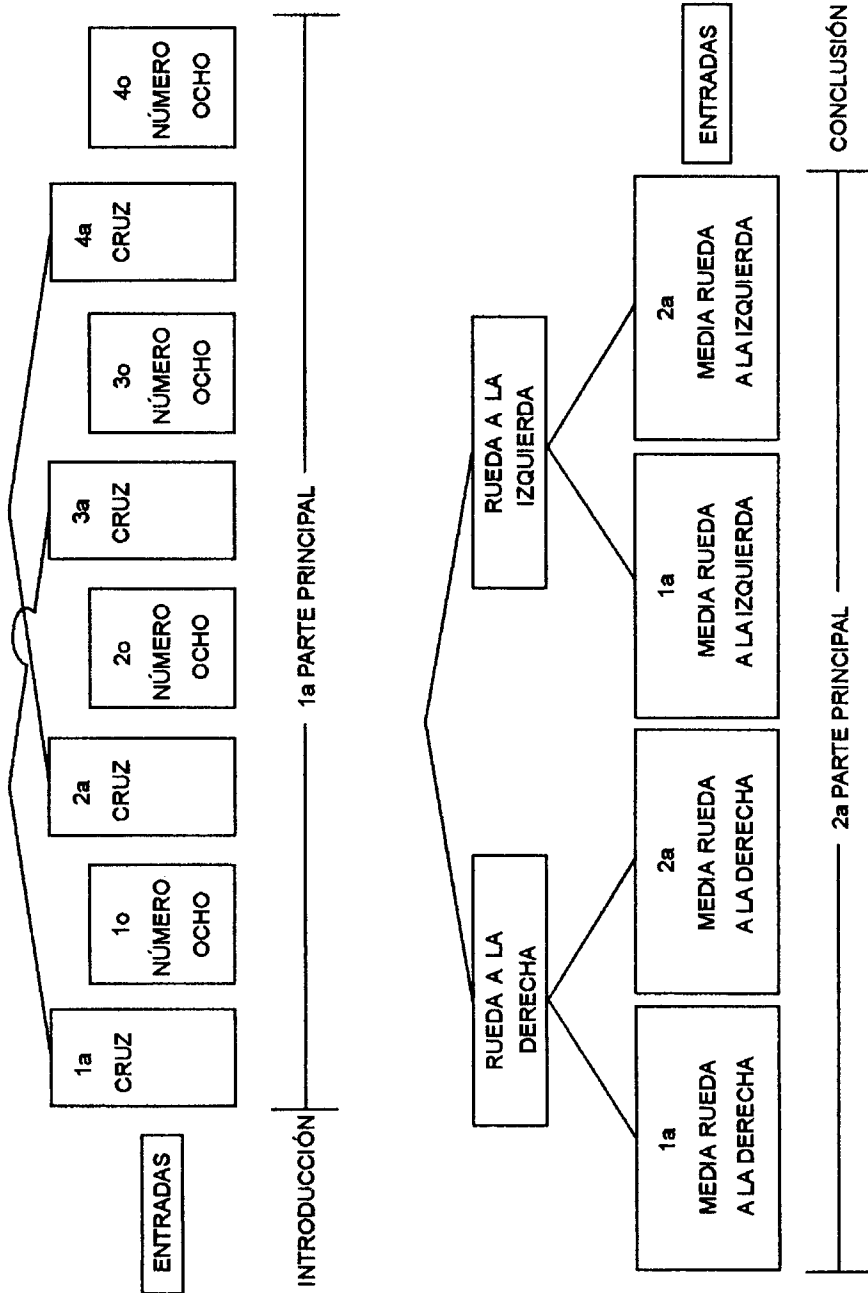 ENTRADAS
1a
CRUZ
1o
NÚMERO
OCHO
2a
CRUZ
2o
NÚMERO
OCHO
3a
CRUZ
3o
NÚMERO
OCHO
4a
CRUZ
4o
NÚMERO
OCHO
INTRODUCCIÓN
1a PARTE PRINCIPAL
RUEDA A LA
DERECHA
RUEDA A LA
IZQUIERDA
1a
MEDIA RUEDA
A LA DERECHA
2a
MEDIA RUEDA
A LA DERECHA
1a
MEDIA RUEDA
A LA IZQUIERDA
2a
MEDIA RUEDA
A LA IZQUIERDA
ENTRADAS
2a PARTE PRINCIPAL
CONCLUSIÓN